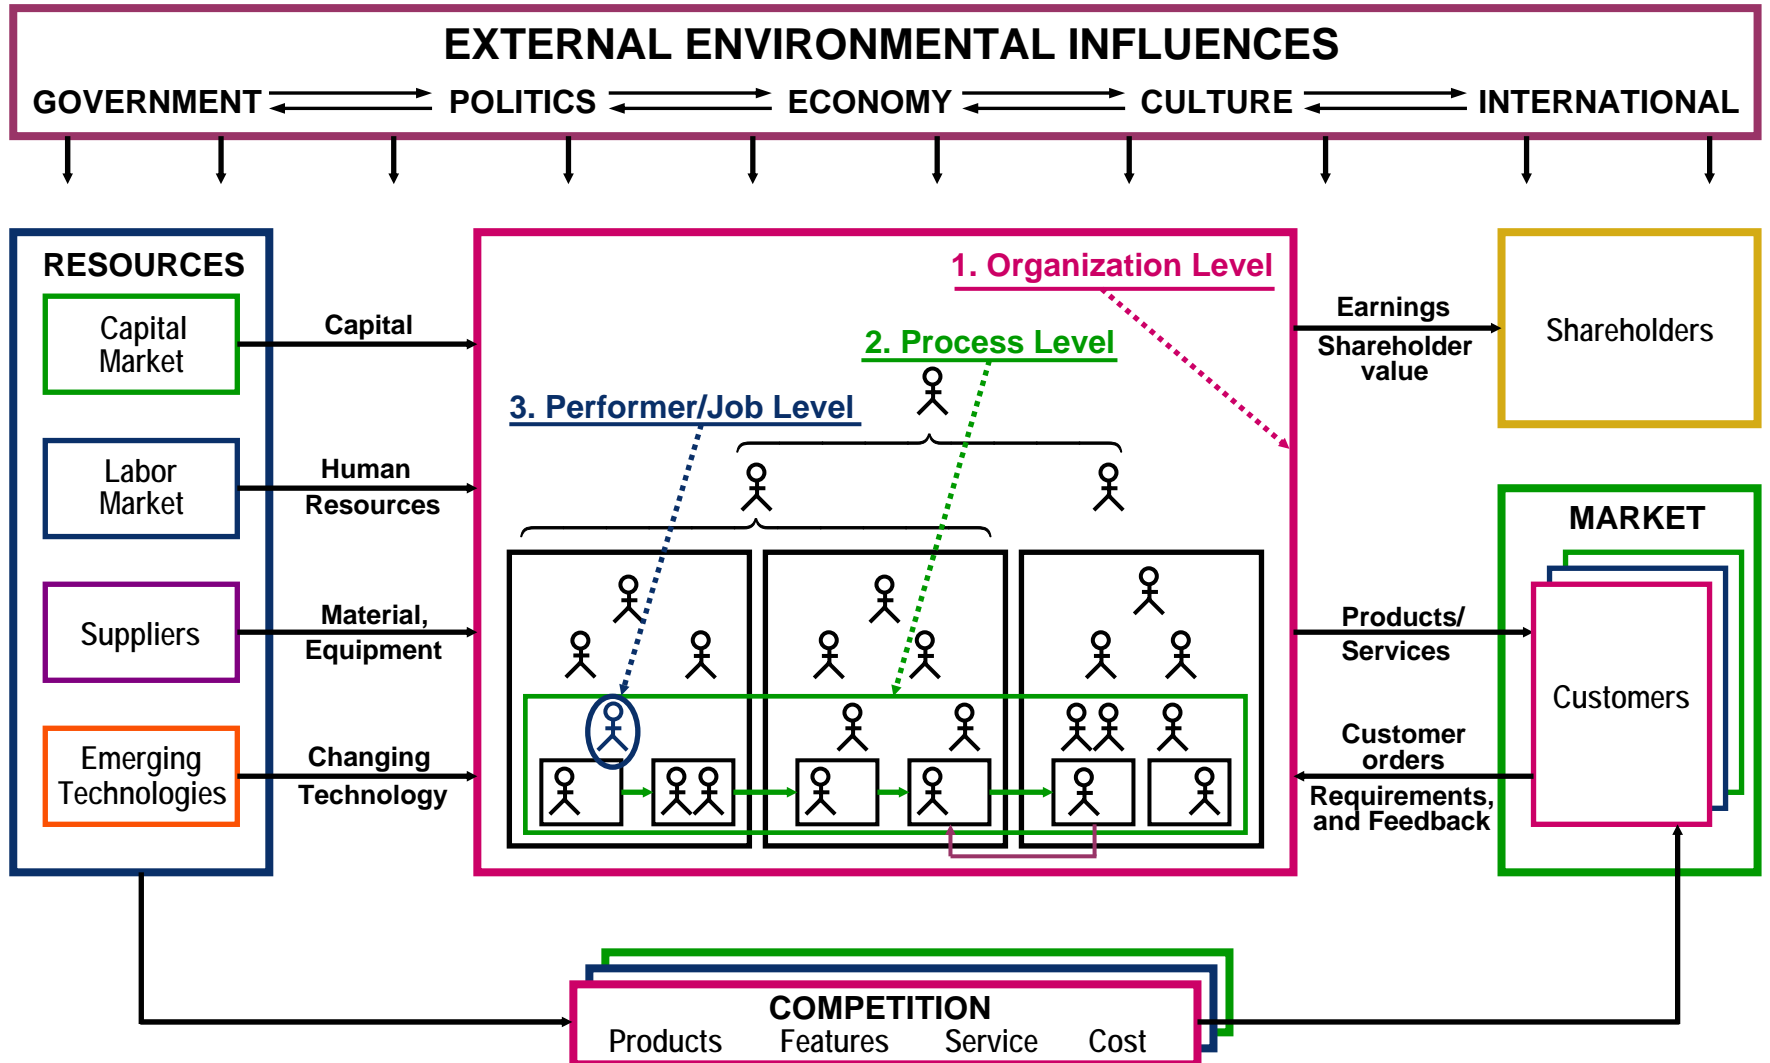 EXTERNAL ENVIRONMENTAL INFLUENCES
GOVERNMENT POLITICS ECONOMY CULTURE INTERNATIONAL
RESOURCES
Capital
Market
Labor
Market
Suppliers
Emerging
Technologies
Capital
Human
Resources
Material,
Equipment
Changing
Technology
1. Organization Level
2. Process Level
3. Performer/Job Level
Earnings
Shareholder
value
Shareholders
Products/
Services
Customer
orders
Requirements,
and Feedback
MARKET
Customers
COMPETITION
Products Features Service Cost